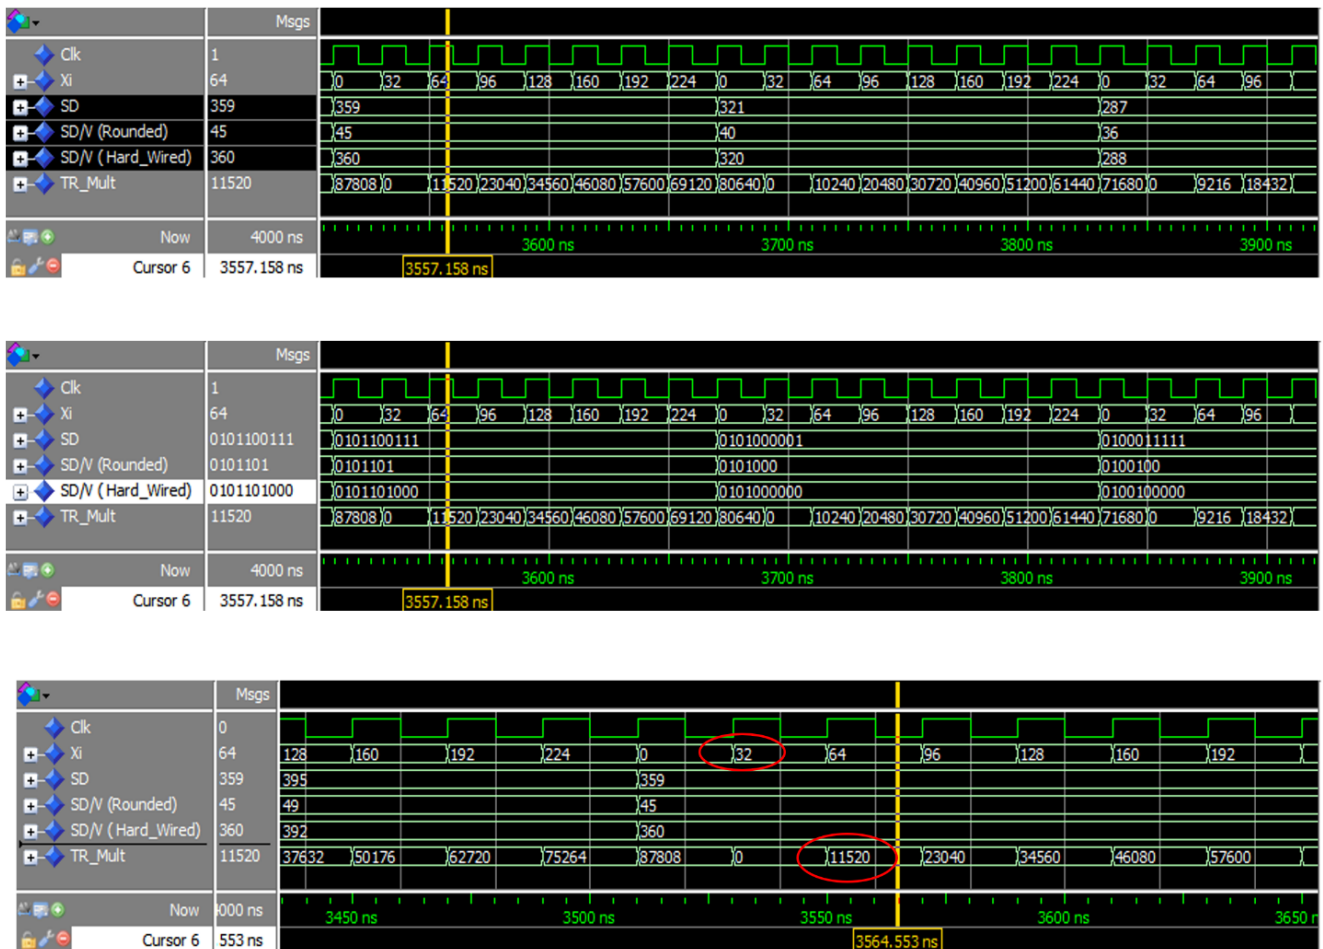 Msgs
Clk 1
Xi 64 0 32 64 96 128 160 192 224 0 32 64 96 128 160 192 224 0 32 64 96
SD 359 359 321 287
SD/V (Rounded) 45 45 40 36
SD/V ( Hard_Wired) 360 360 320 288
TR_Mult 11520 87808 0 11520 23040 34560 46080 57600 69120 80640 0 10240 20480 30720 40960 51200 61440 71680 0 9216 18432
Now 4000 ns 3600 ns 3700 ns 3800 ns 3900 ns
Cursor 6 3557.158 ns 3557.158 ns
Msgs
Clk 1
Xi 64 0 32 64 96 128 160 192 224 0 32 64 96 128 160 192 224 0 32 64 96
SD 0101100111 0101100111 0101000001 0100011111
SD/V (Rounded) 0101101 0101101 0101000 0100100
SD/V ( Hard_Wired) 0101101000 0101101000 0101000000 0100100000
TR_Mult 11520 87808 0 11520 23040 34560 46080 57600 69120 80640 0 10240 20480 30720 40960 51200 61440 71680 0 9216 18432
Now 4000 ns 3600 ns 3700 ns 3800 ns 3900 ns
Cursor 6 3557.158 ns 3557.158 ns
Msgs
Clk 0
Xi 64 128 160 192 224 0 32 64 96 128 160 192
SD 359 395 359
SD/V (Rounded) 45 49 45
SD/V ( Hard_Wired) 360 392 360
TR_Mult 11520 37632 50176 62720 75264 87808 0 11520 23040 34560 46080 57600
Now 000 ns 3450 ns 3500 ns 3550 ns 3600 ns 3650 n
Cursor 6 553 ns 3564.553 ns